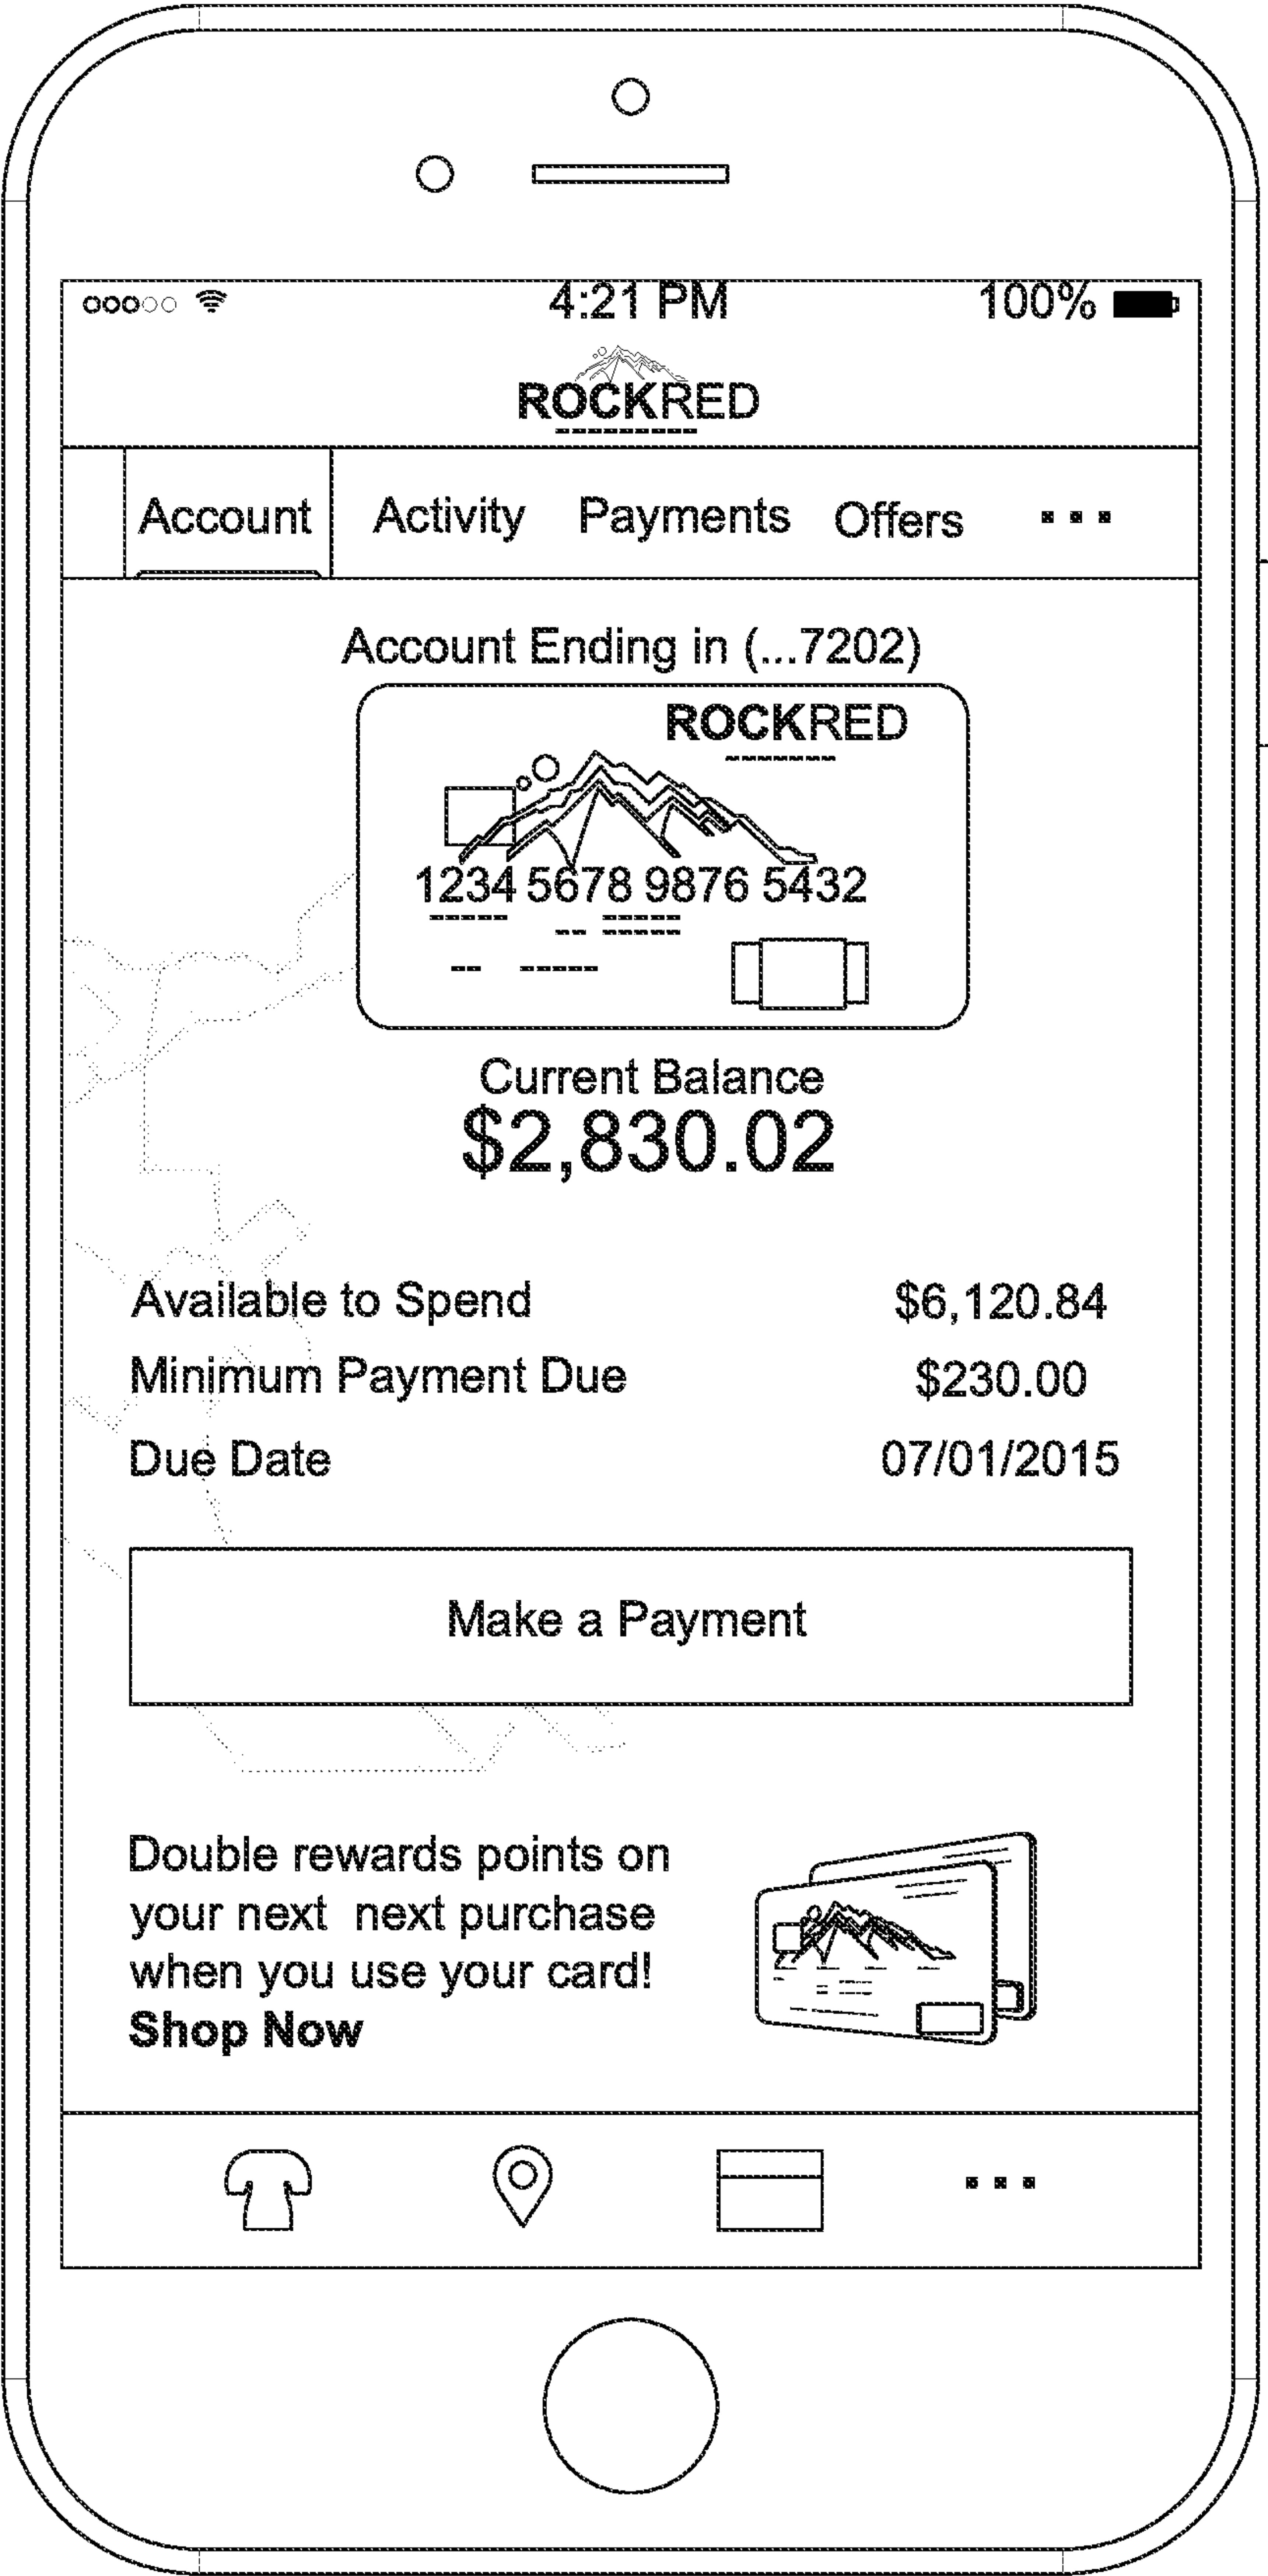 4:21 PM 100%
ROCKRED
Account Activity Payments Offers ...
Account Ending in (...7202)
ROCKRED
1234 5678 9876 5432
Current Balance
$2,830.02
Available to Spend $6,120.84
Minimum Payment Due $230.00
Due Date 07/01/2015
Make a Payment
Double rewards points on
your next next purchase
when you use your card!
Shop Now